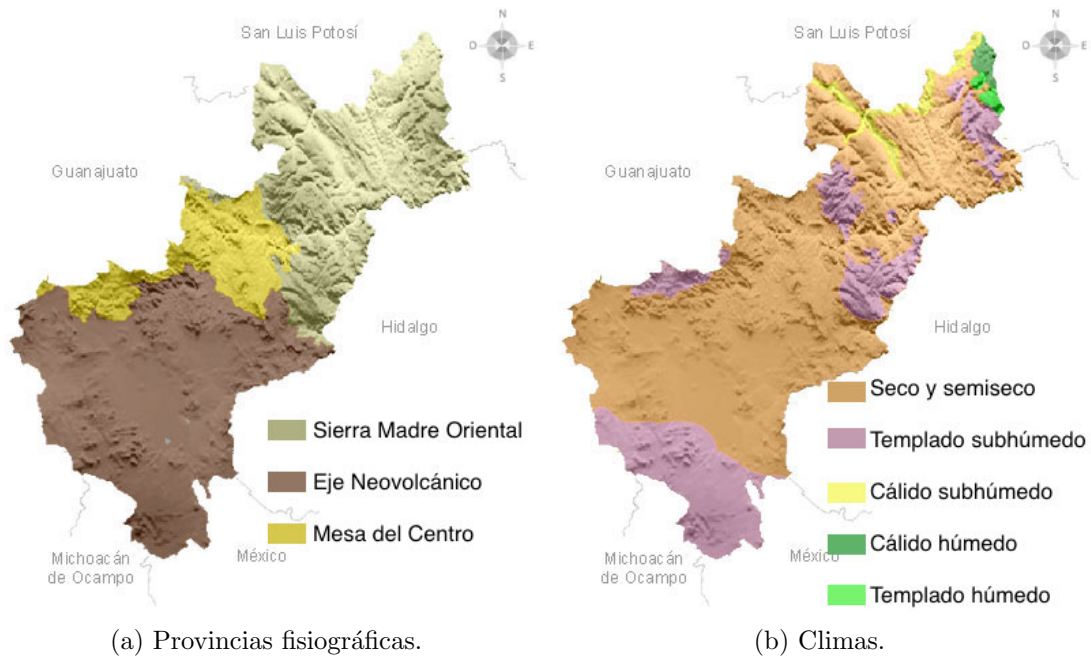 San Luis Potosí
N
O
E
S
Guanajuato
Hidalgo
Sierra Madre Oriental
Eje Neovolcánico
Mesa del Centro
Michoacán
de Ocampo
México
(a) Provincias fisiográficas.
San Luis Potosí
N
O
E
S
Guanajuato
Hidalgo
Seco y semiseco
Templado subhúmedo
Cálido subhúmedo
Cálido húmedo
Templado húmedo
Michoacán
de Ocampo
México
(b) Climas.